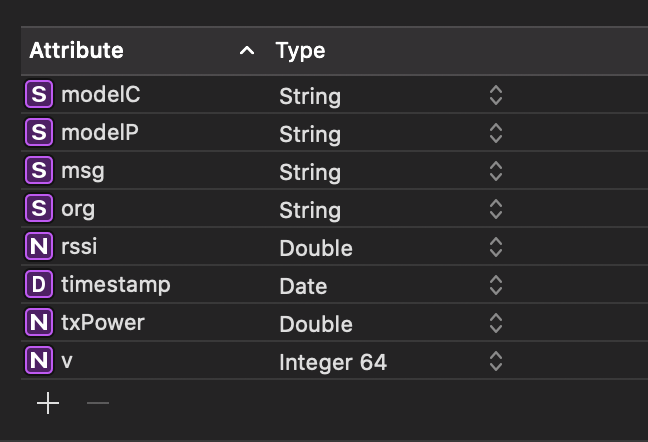 Attribute Type
S modelC String
S modelP String
S msg String
S org String
N rssi Double
D timestamp Date
N txPower Double
N v Integer 64